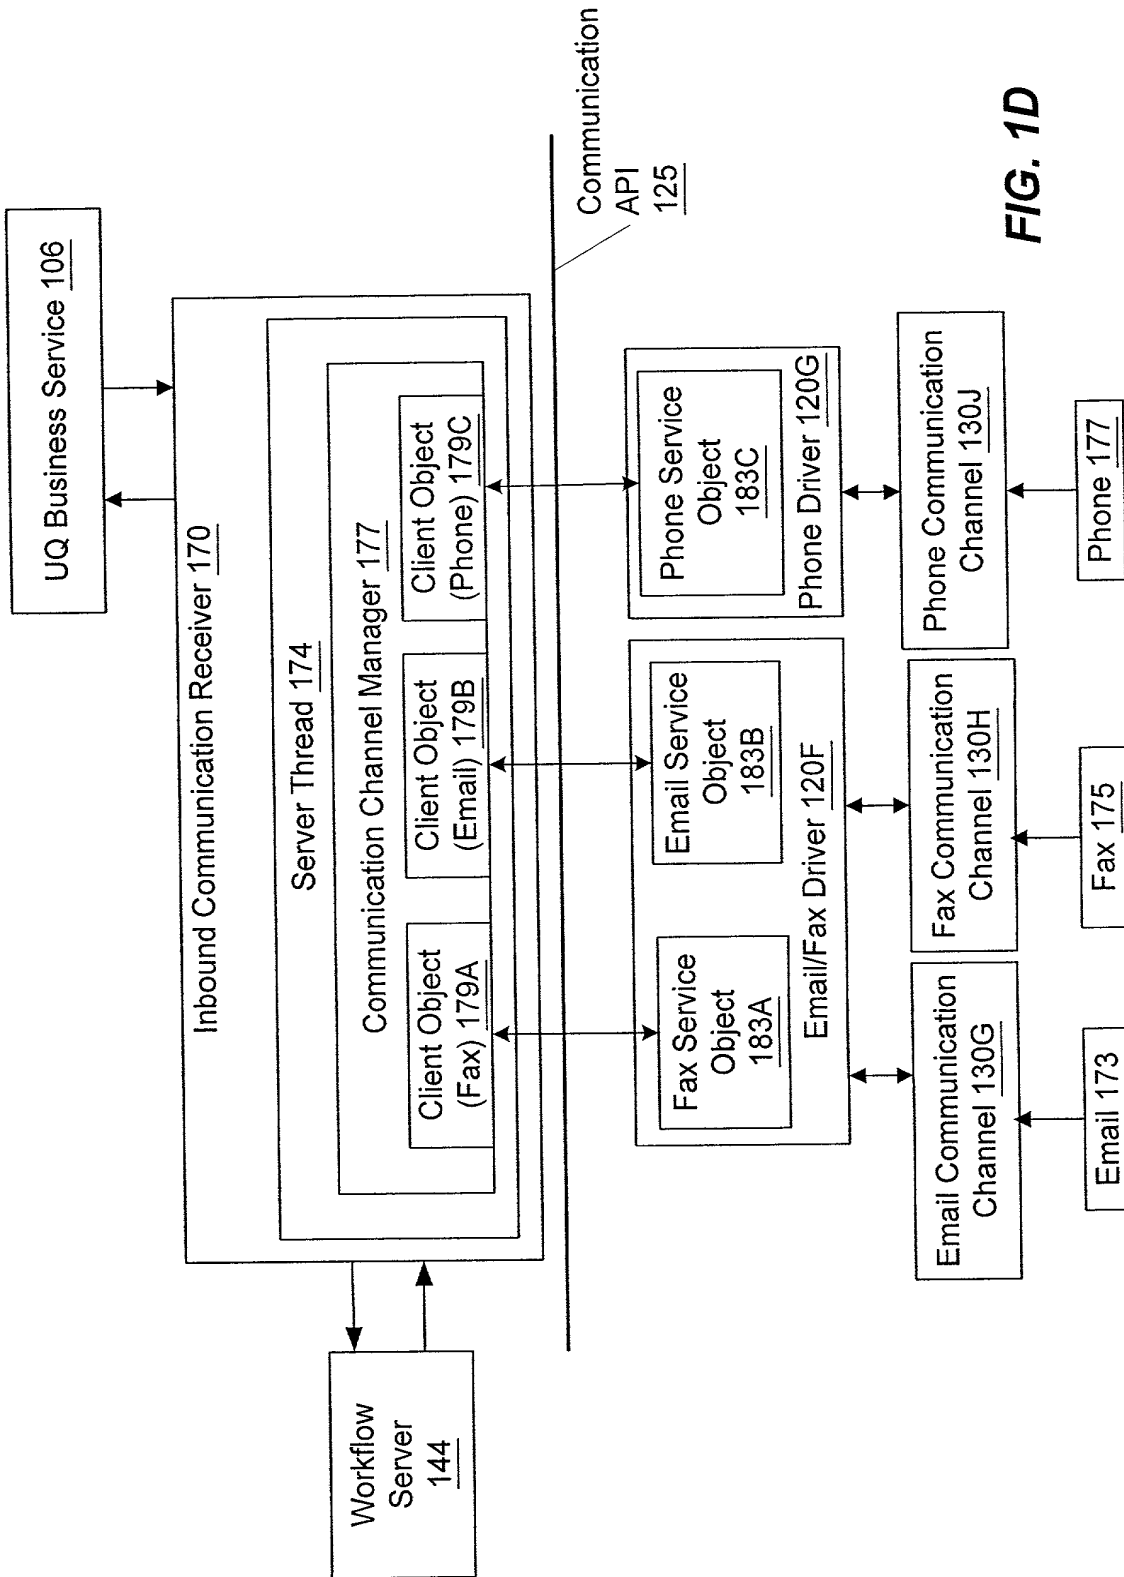 UQ Business Service 106
Inbound Communication Receiver 170
Server Thread 174
Communication Channel Manager 177
Client Object
(Fax) 179A
Client Object
(Email) 179B
Client Object
(Phone) 179C
Workflow
Server
144
Communication
API
125
Fax Service
Object
183A
Email Service
Object
183B
Email/Fax Driver 120F
Phone Service
Object
183C
Phone Driver 120G
Email Communication
Channel 130G
Fax Communication
Channel 130H
Phone Communication
Channel 130J
Email 173
Fax 175
Phone 177
FIG. 1D